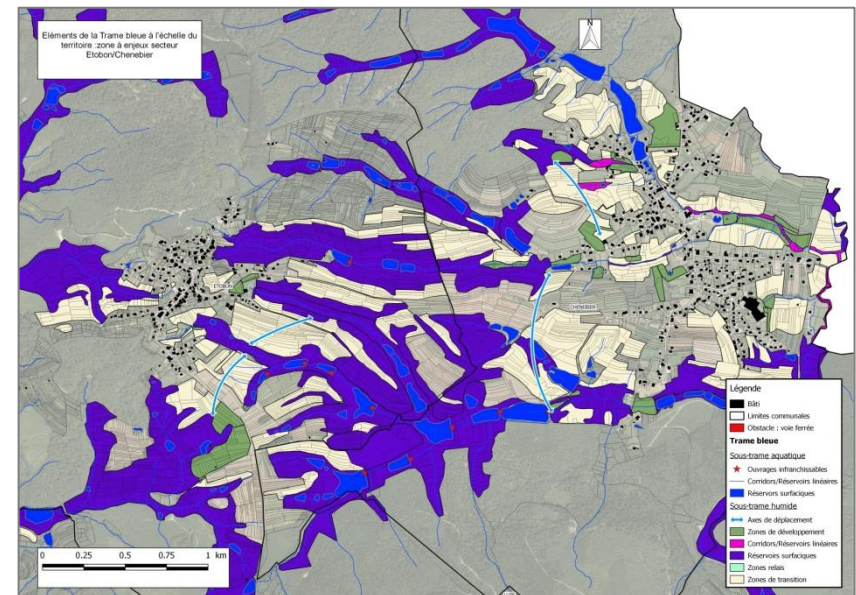 Eléments de la Trame bleue à l'échelle du
territoire :zone à enjeux secteur
Etobon/Chenebier
N
ETOBON
CHENEBIER
Légende
Bâti
Limites communales
Obstacle : voie ferrée
Trame bleue
Sous-trame aquatique
Ouvrages infranchissables
Corridors/Réservoirs linéaires
Réservoirs surfaciques
Sous-trame humide
Axes de déplacement
Zones de développement
Corridors/Réservoirs linéaires
Réservoirs surfaciques
Zones relais
Zones de transition
0 0.25 0.5 0.75 1 km